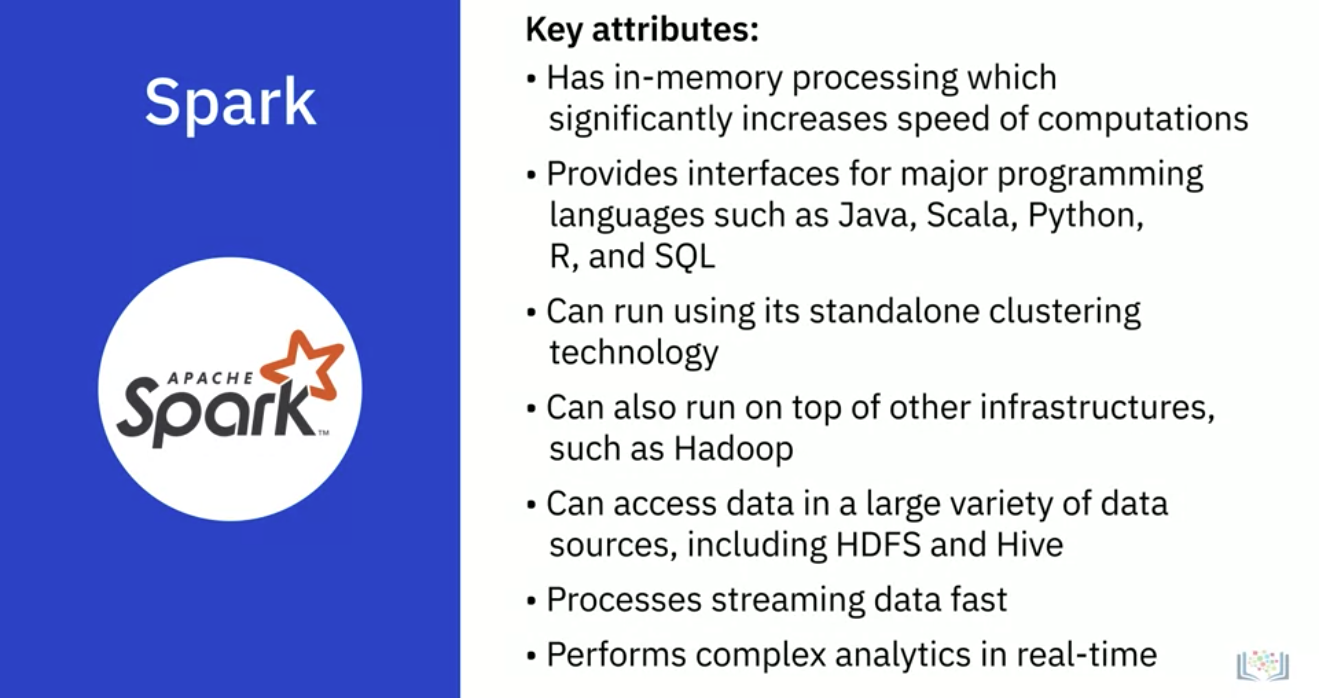 Spark
APACHE
Spark™
Key attributes:
• Has in-memory processing which
significantly increases speed of computations
• Provides interfaces for major programming
languages such as Java, Scala, Python,
R, and SQL
• Can run using its standalone clustering
technology
• Can also run on top of other infrastructures,
such as Hadoop
• Can access data in a large variety of data
sources, including HDFS and Hive
• Processes streaming data fast
• Performs complex analytics in real-time